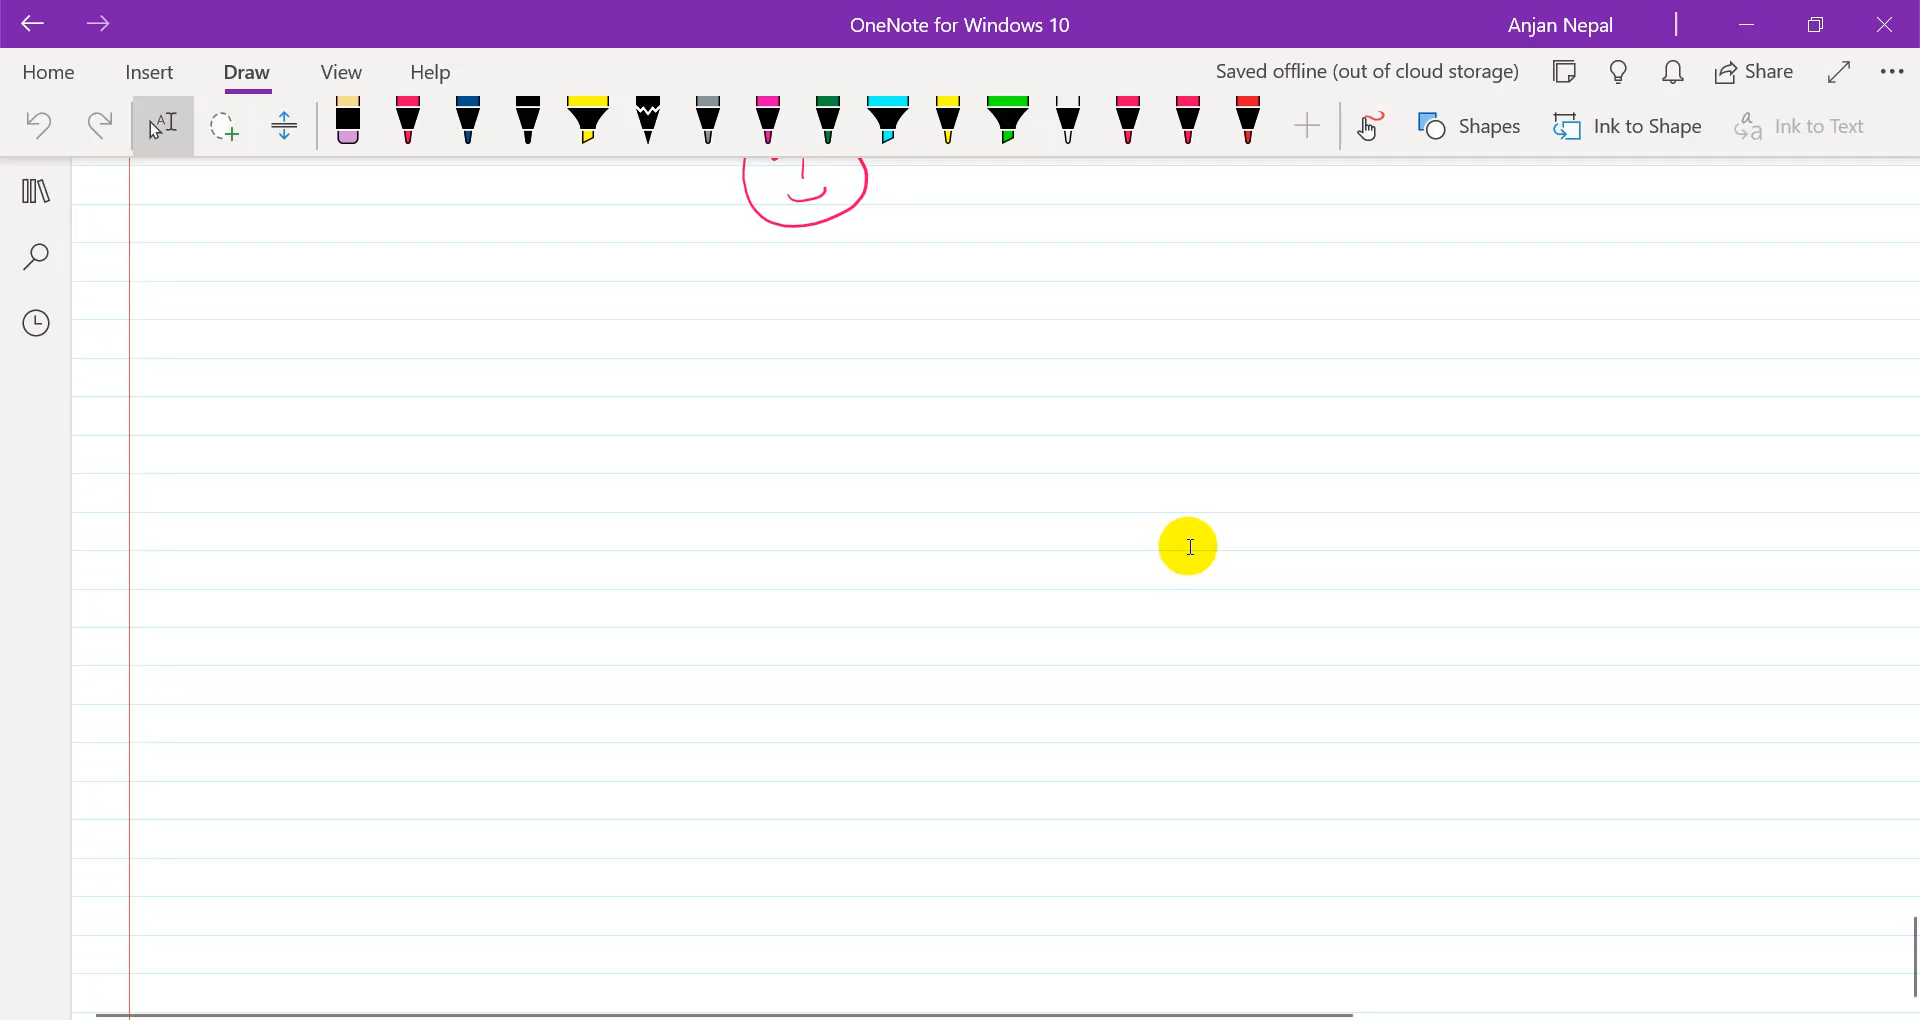 OneNote for Windows 10
Anjan Nepal
Home Insert Draw View Help
Saved offline (out of cloud storage)
Share
Shapes
Ink to Shape
Ink to Text